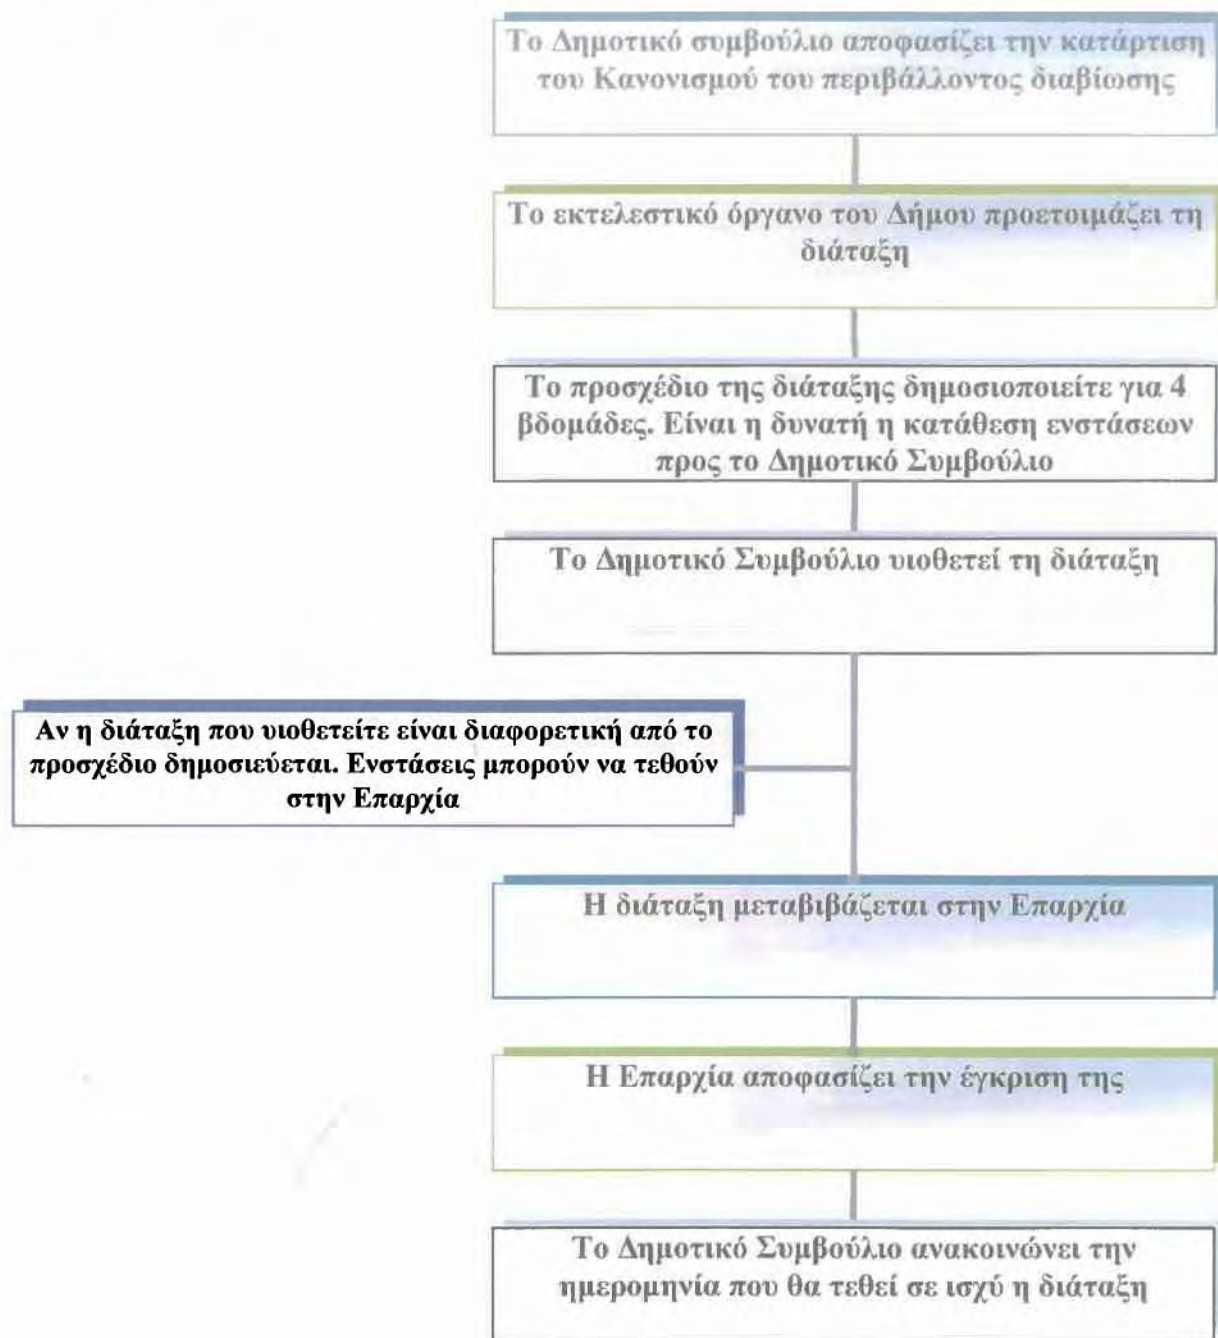 Το Δημοτικό συμβούλιο αποφασίζει την κατάρτιση
του Κανονισμού του περιβάλλοντος διαβίωσης
Το εκτελεστικό όργανο του Δήμου προετοιμάζει τη
διάταξη
Το προσχέδιο της διάταξης δημοσιοποιείτε για 4
βδομάδες. Είναι η δυνατή η κατάθεση ενστάσεων
προς το Δημοτικό Συμβούλιο
Το Δημοτικό Συμβούλιο υιοθετεί τη διάταξη
Αν η διάταξη που υιοθετείτε είναι διαφορετική από το
προσχέδιο δημοσιεύεται. Ενστάσεις μπορούν να τεθούν
στην Επαρχία
Η διάταξη μεταβιβάζεται στην Επαρχία
Η Επαρχία αποφασίζει την έγκριση της
Το Δημοτικό Συμβούλιο ανακοινώνει την
ημερομηνία που θα τεθεί σε ισχύ η διάταξη